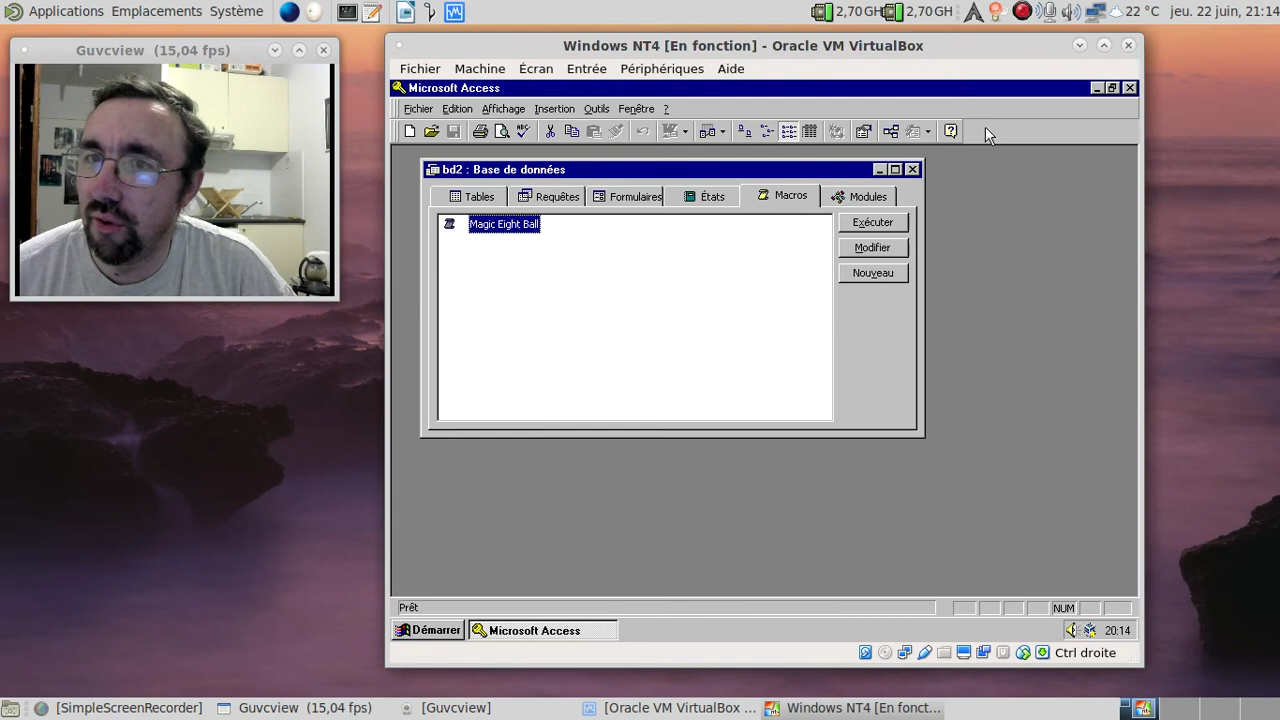 Applications Emplacements Système 2,70 GH 2,70 GH 22 °C jeu. 22 juin, 21:14
Guvcview (15,04 fps)
Windows NT4 [En fonction] - Oracle VM VirtualBox
Fichier Machine Écran Entrée Périphériques Aide
Microsoft Access
Fichier Edition Affichage Insertion Outils Fenêtre ?
bd2 : Base de données
Tables Requêtes Formulaires États Macros Modules
Magic Eight Ball
Exécuter
Modifier
Nouveau
Prêt NUM
Démarrer Microsoft Access 20:14
Ctrl droite
[SimpleScreenRecorder] Guvcview (15,04 fps) [Guvcview] [Oracle VM VirtualBox ... Windows NT4 [En fonct...